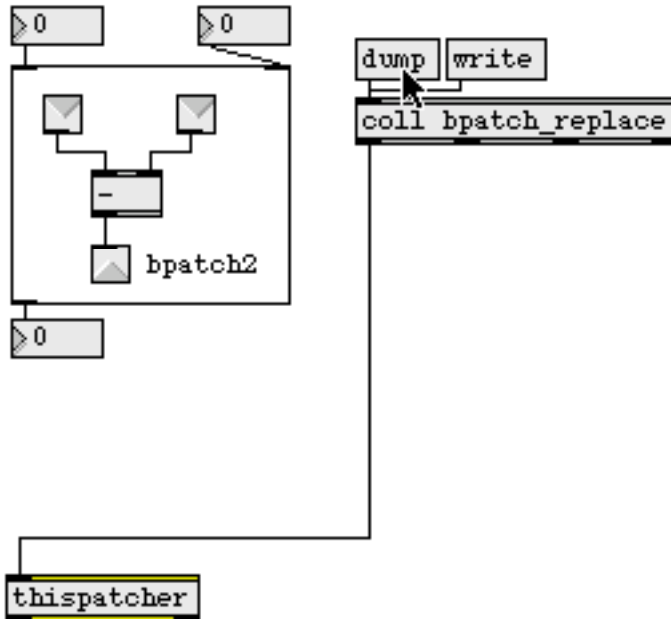 0
0
dump
write
coll bpatch_replace
-
bpatch2
0
thispatcher